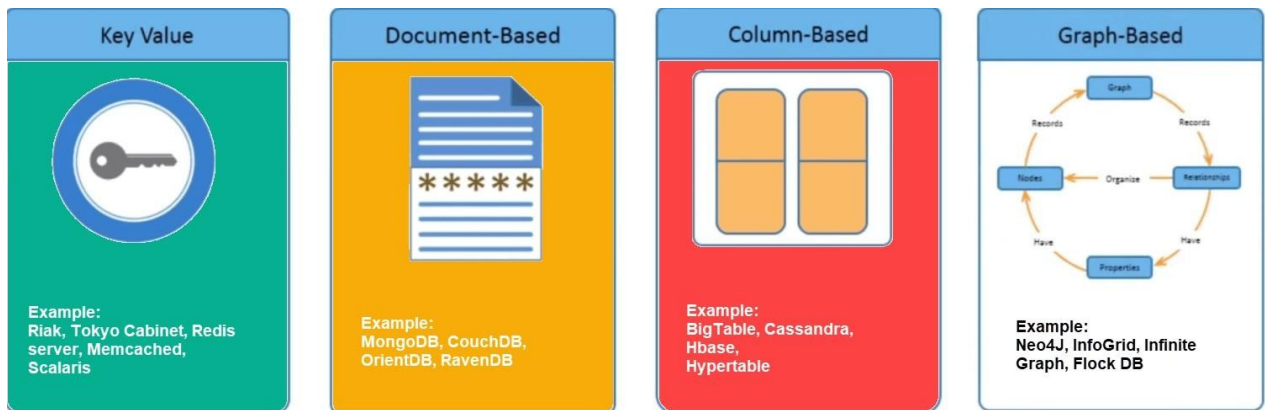 Key Value
Example:
Riak, Tokyo Cabinet, Redis
server, Memcached,
Scalaris
Document-Based
*****
Example:
MongoDB, CouchDB,
OrientDB, RavenDB
Column-Based
Example:
BigTable, Cassandra,
Hbase,
Hypertable
Graph-Based
Graph
Records
Records
Nodes
Organize
Relationships
Have
Have
Properties
Example:
Neo4J, InfoGrid, Infinite
Graph, Flock DB